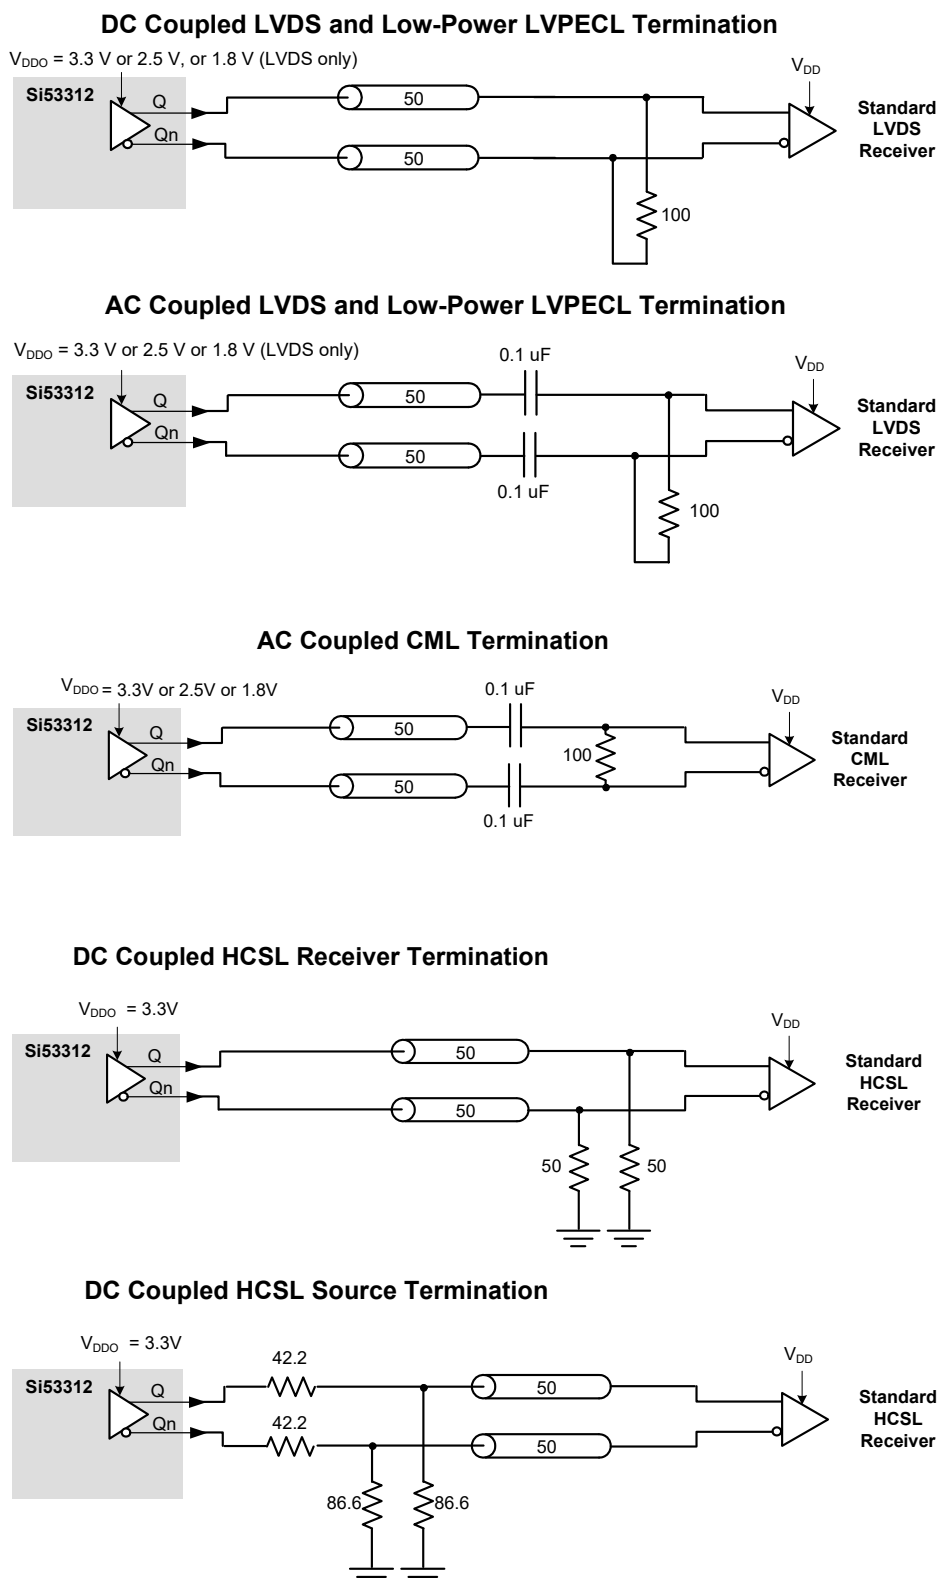 DC Coupled LVDS and Low-Power LVPECL Termination
VDDO = 3.3 V or 2.5 V, or 1.8 V (LVDS only)
VDD
Si53312
Q
50
Standard
LVDS
Receiver
Qn
50
100
AC Coupled LVDS and Low-Power LVPECL Termination
VDDO = 3.3 V or 2.5 V or 1.8 V (LVDS only)
0.1 uF
VDD
Si53312
Q
50
Standard
LVDS
Receiver
Qn
50
0.1 uF
100
AC Coupled CML Termination
VDDO = 3.3V or 2.5V or 1.8V
0.1 uF
VDD
Si53312
Q
50
Standard
CML
Receiver
Qn
100
50
0.1 uF
DC Coupled HCSL Receiver Termination
VDDO = 3.3V
VDD
Si53312
Q
50
Standard
HCSL
Receiver
Qn
50
50
50
DC Coupled HCSL Source Termination
VDDO = 3.3V
42.2
VDD
Si53312
Q
50
Standard
HCSL
Receiver
Qn
42.2
50
86.6
86.6